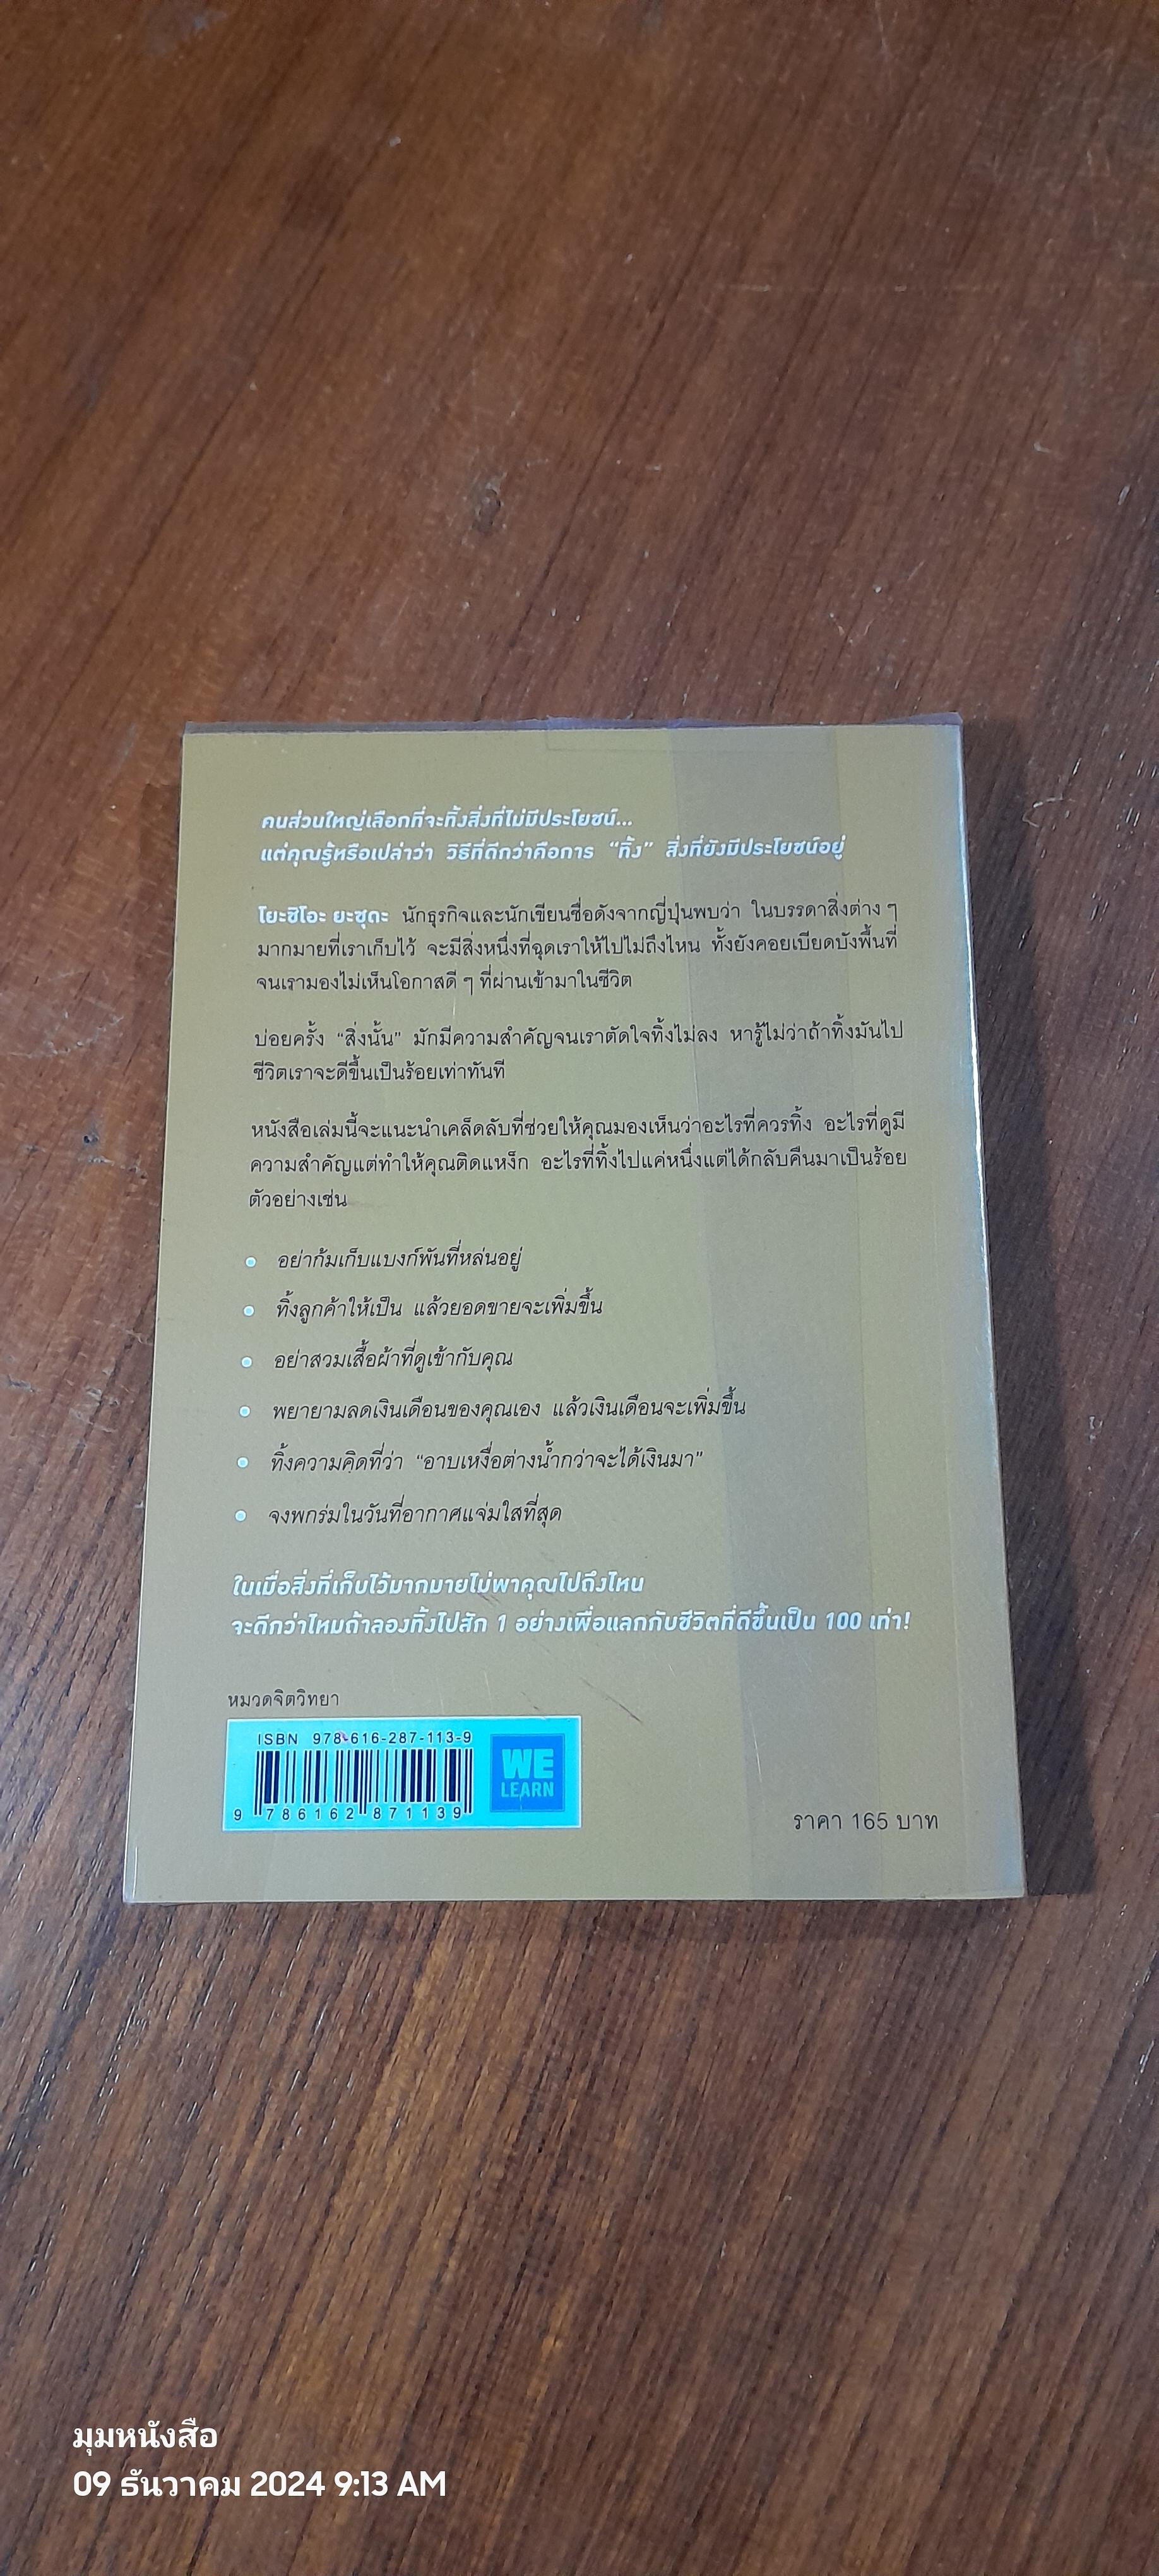 คนส่วนใหญ่เลือกที่จะทิ้งสิ่งที่ไม่มีประโยชน์...
แต่คุณรู้หรือเปล่าว่า วิธีที่ดีกว่าคือการ “ทิ้ง” สิ่งที่ยังมีประโยชน์อยู่
โยะชิโอะ ยะซุดะ นักธุรกิจและนักเขียนชื่อดังจากญี่ปุ่นพบว่า ในบรรดาสิ่งต่าง ๆ
มากมายที่เราเก็บไว้ จะมีสิ่งหนึ่งที่ฉุดเราให้ไปไม่ถึงไหน ทั้งยังคอยเบียดบังพื้นที่
จนเรามองไม่เห็นโอกาสดี ๆ ที่ผ่านเข้ามาในชีวิต
บ่อยครั้ง “สิ่งนั้น” มักมีความสำคัญจนเราตัดใจทิ้งไม่ลง หารู้ไม่ว่าถ้าทิ้งมันไป
ชีวิตเราจะดีขึ้นเป็นร้อยเท่าทันที
หนังสือเล่มนี้จะแนะนำเคล็ดลับที่ช่วยให้คุณมองเห็นว่าอะไรที่ควรทิ้ง อะไรที่ดูมี
ความสำคัญแต่ทำให้คุณติดแหง็ก อะไรที่ทิ้งไปแค่หนึ่งแต่ได้กลับคืนมาเป็นร้อย
ตัวอย่างเช่น
• อย่าก้มเก็บแบงก์พันที่หล่นอยู่
• ทิ้งลูกค้าให้เป็น แล้วยอดขายจะเพิ่มขึ้น
• อย่าสวมเสื้อผ้าที่ดูเข้ากับคุณ
• พยายามลดเงินเดือนของคุณเอง แล้วเงินเดือนจะเพิ่มขึ้น
• ทิ้งความคิดที่ว่า “อาบเหงื่อต่างน้ำกว่าจะได้เงินมา”
• จงพกร่มในวันที่อากาศแจ่มใสที่สุด
ในเมื่อสิ่งที่เก็บไว้มากมายไม่พาคุณไปถึงไหน
จะดีกว่าไหมถ้าลองทิ้งไปสัก 1 อย่างเพื่อแลกกับชีวิตที่ดีขึ้นเป็น 100 เท่า!
หมวดจิตวิทยา
ISBN 978-616-287-113-9
9 786162 871139
WE
LEARN
ราคา 165 บาท
มุมหนังสือ
09 ธันวาคม 2024 9:13 AM